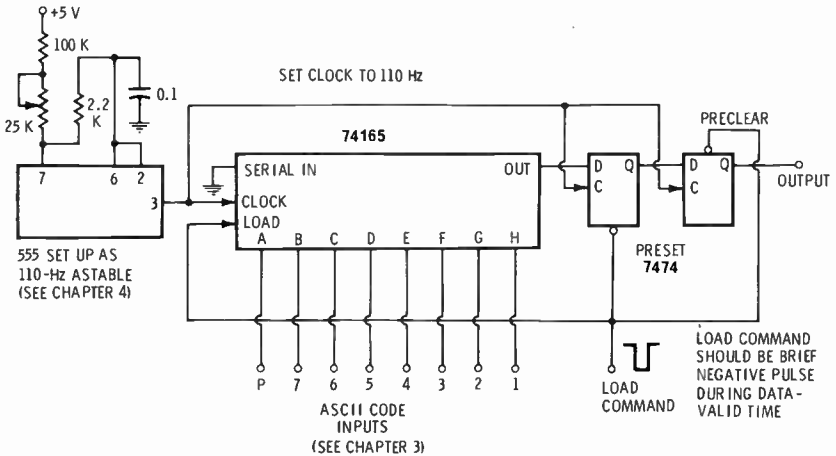 +5 V
100 K
25 K
2.2
K
0.1
7
6
2
3
555 SET UP AS
110-Hz ASTABLE
(SEE CHAPTER 4)
SET CLOCK TO 110 Hz
74165
SERIAL IN
OUT
CLOCK
LOAD
A B C D E F G H
P 7 6 5 4 3 2 1
ASCII CODE
INPUTS
(SEE CHAPTER 3)
D Q
C
PRESET
7474
PRECLEAR
D Q
C
OUTPUT
LOAD
COMMAND
LOAD COMMAND
SHOULD BE BRIEF
NEGATIVE PULSE
DURING DATA-
VALID TIME